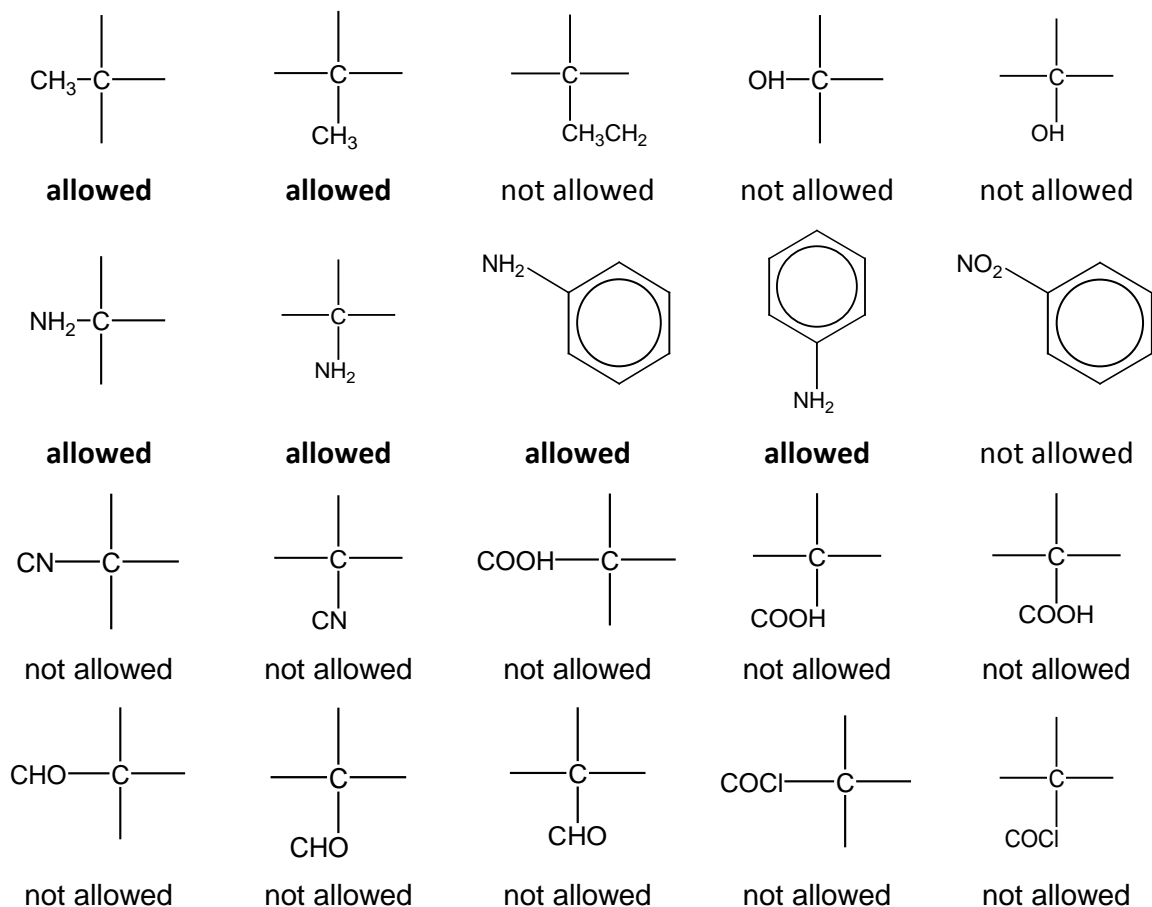 CH₃ C C C OH C C
CH₃ CH₃CH₂ OH
allowed allowed not allowed not allowed not allowed
NH₂ NO₂
NH₂ C C
NH₂ NH₂
allowed allowed allowed allowed not allowed
CN C C COOH C C C
CN COOH COOH
not allowed not allowed not allowed not allowed not allowed
CHO C C C COCl C C
CHO CHO COCl
not allowed not allowed not allowed not allowed not allowed